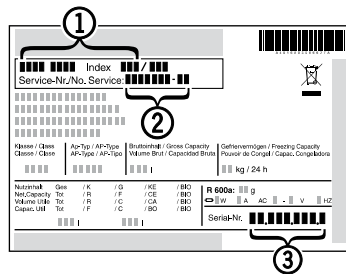 1
Index /
Service-Nr./No. Service: -
2
Klasse / Class
Classe / Clase
Ap-Typ / AP-Type
AP-Type / AP-Tipo
Bruttoinhalt / Gross Capacity
Volume Brut / Capacidad Bruta
l
Gefriervermögen / Freezing Capacity
Pouvoir de Congel / Capac. Congeladora
kg / 24 h
Nutzinhalt Ges / K / G / KE / BIO
Net.Capacity Tot / R / F / CE / BIO
Volume Utile Tot / R / C / CA / BIO
Capac. Util Tot / F / C / BO / BIO
l l
R 600a: g
W A AC - V HZ
Serial-Nr.
3